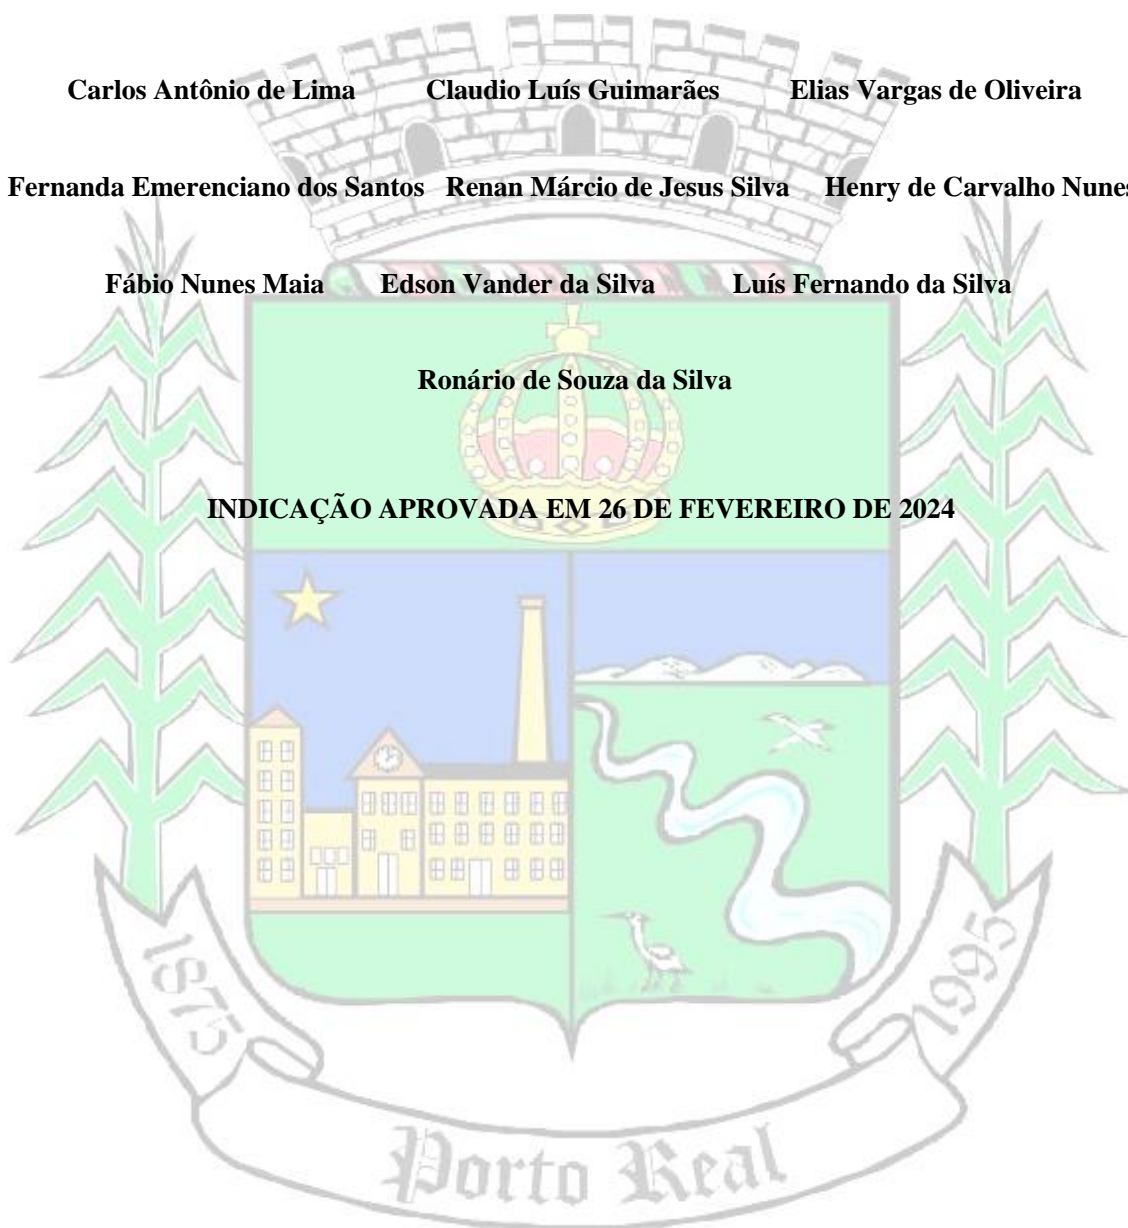 Carlos Antônio de Lima Claudio Luís Guimarães Elias Vargas de Oliveira
Fernanda Emerenciano dos Santos Renan Márcio de Jesus Silva Henry de Carvalho Nunes
Fábio Nunes Maia Edson Vander da Silva Luís Fernando da Silva
Ronário de Souza da Silva
INDICAÇÃO APROVADA EM 26 DE FEVEREIRO DE 2024
1875
1995
Porto Real